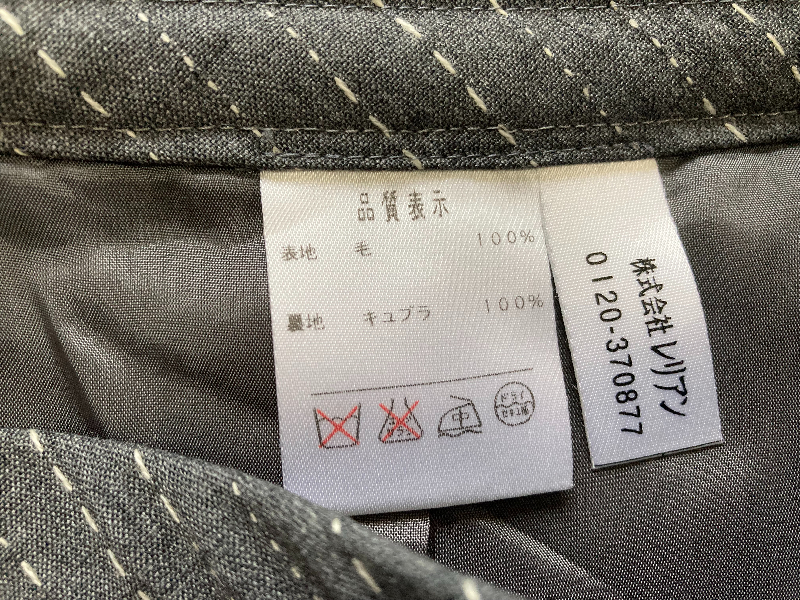 品質表示
表地 毛 100%
裏地 キュプラ 100%
中
ドライ
セキユ系
株式会社レリアン
0120-370877